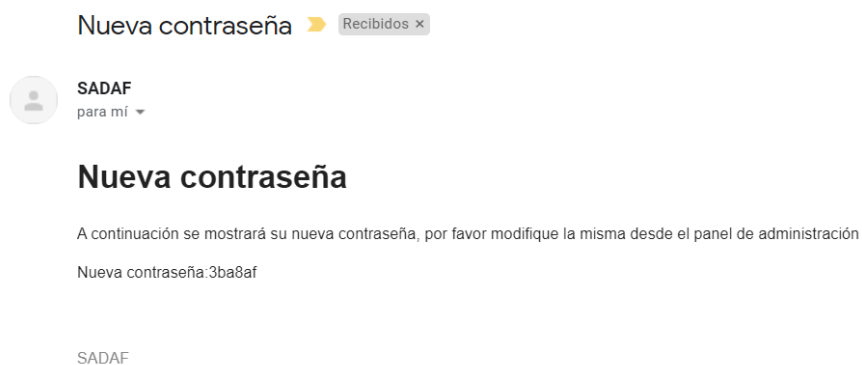 Nueva contraseña
Recibidos ×
SADAF
para mí
Nueva contraseña
A continuación se mostrará su nueva contraseña, por favor modifique la misma desde el panel de administración
Nueva contraseña:3ba8af
SADAF